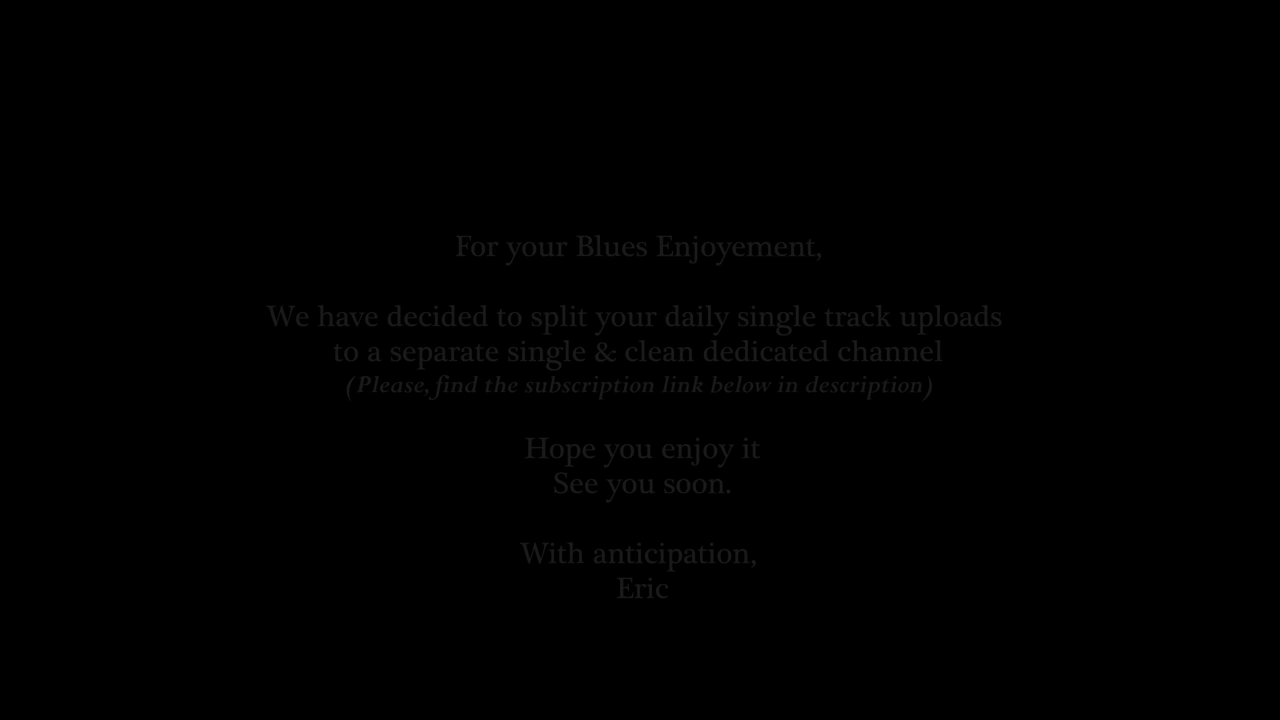 For your Blues Enjoyement,
We have decided to split your daily single track uploads
to a separate single & clean dedicated channel
(Please, find the subscription link below in description)
Hope you enjoy it
See you soon.
With anticipation,
Eric